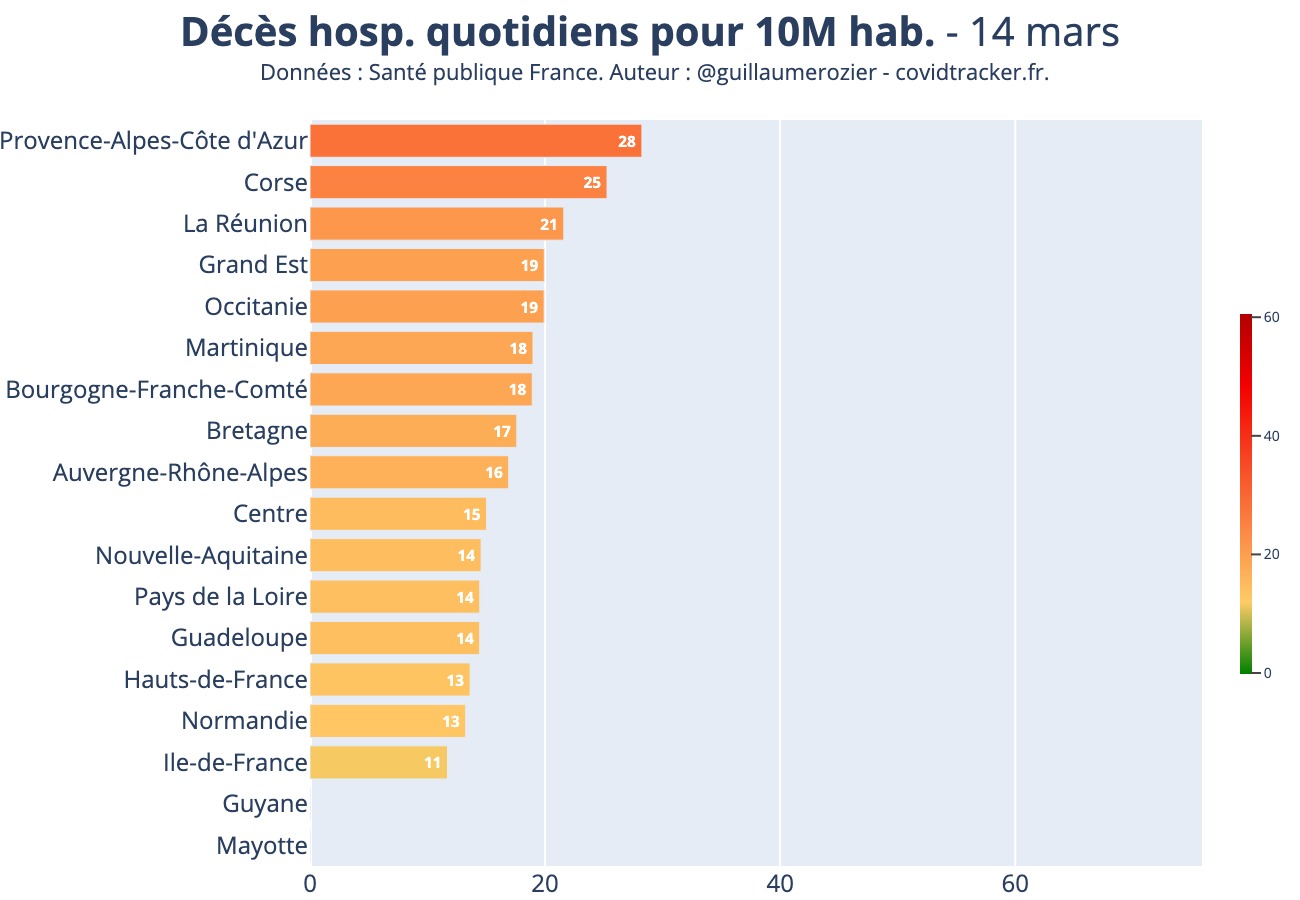 Décès hosp. quotidiens pour 10M hab. - 14 mars
Données : Santé publique France. Auteur : @guillaumerozier - covidtracker.fr.
Provence-Alpes-Côte d'Azur 28
Corse 25
La Réunion 21
Grand Est 19
Occitanie 19
Martinique 18
Bourgogne-Franche-Comté 18
Bretagne 17
Auvergne-Rhône-Alpes 16
Centre 15
Nouvelle-Aquitaine 14
Pays de la Loire 14
Guadeloupe 14
Hauts-de-France 13
Normandie 13
Ile-de-France 11
Guyane
Mayotte
0 20 40 60
60
40
20
0